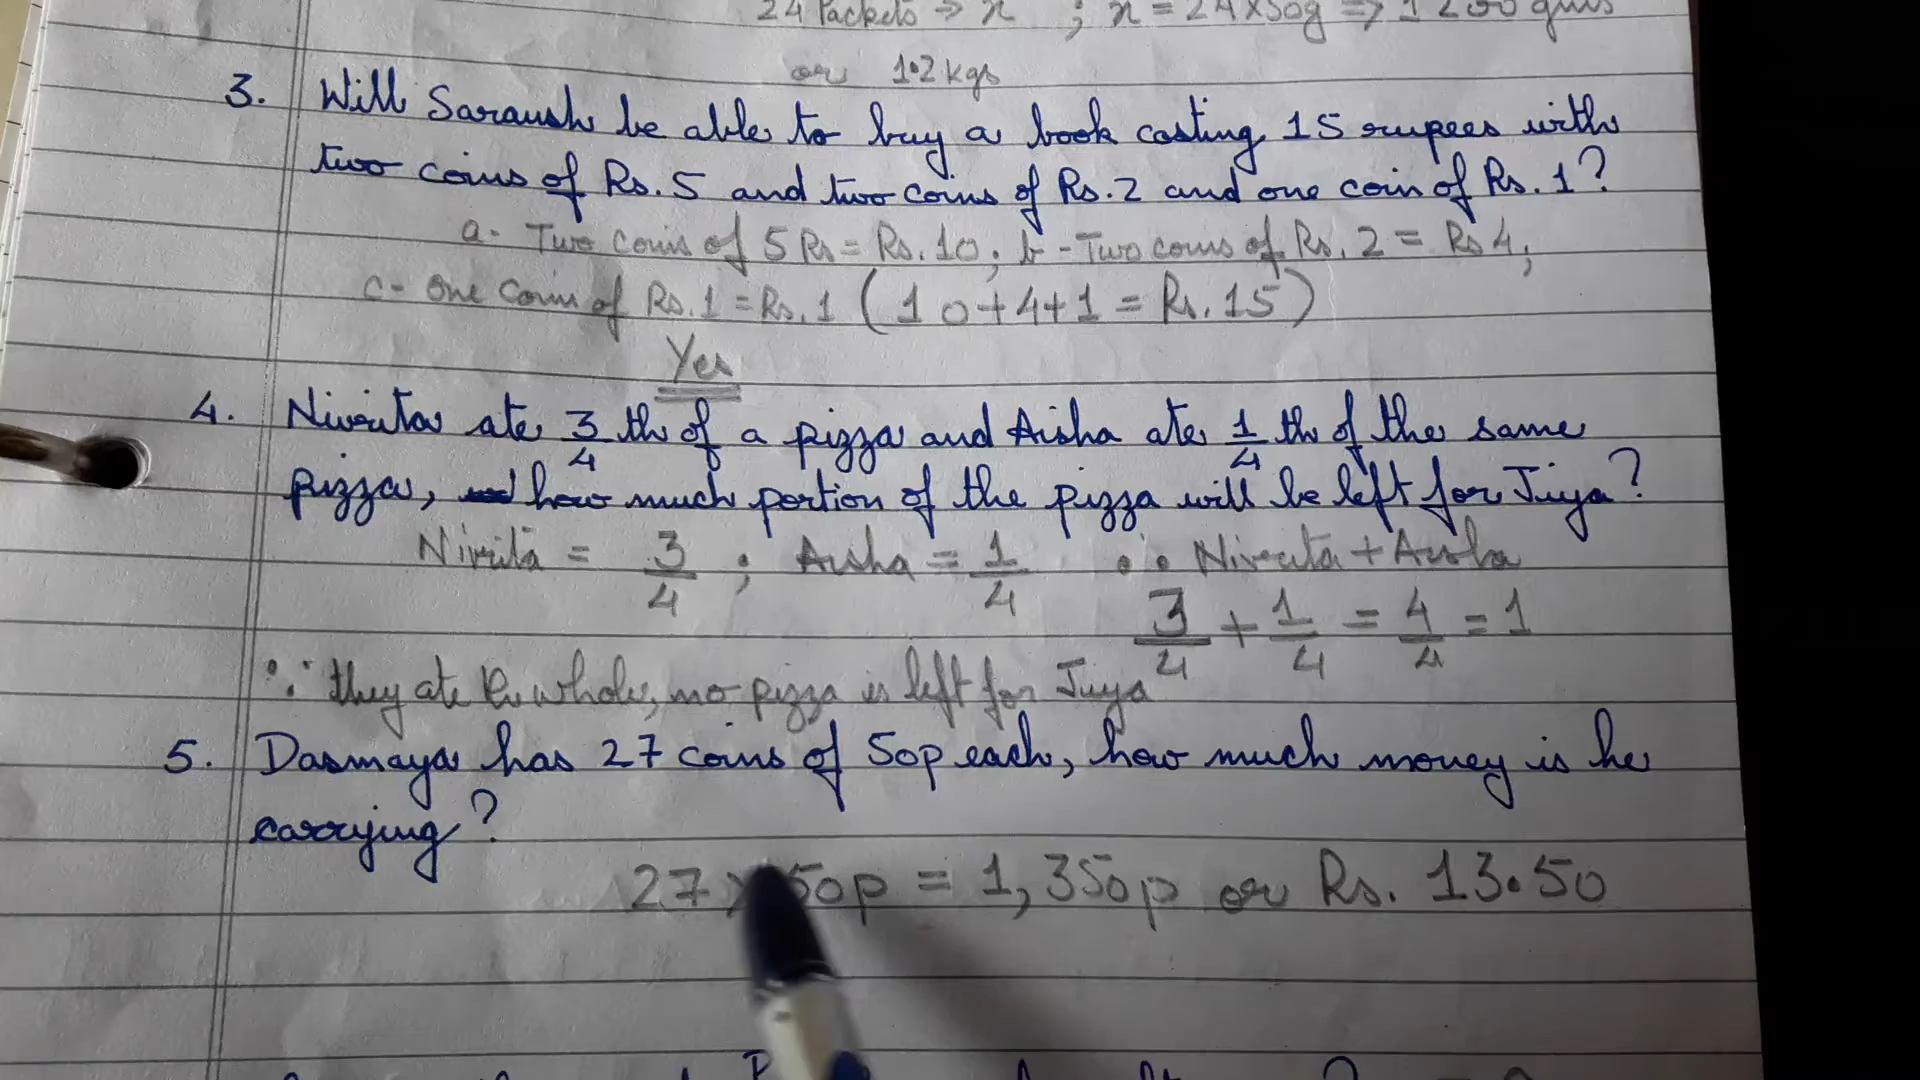 24 Packets => x ; x = 24x50g => 1200 gms
or 1.2 kgs
3. Will Saraush be able to buy a book costing 15 rupees with
two coins of Rs. 5 and two coins of Rs. 2 and one coin of Rs. 1?
a- Two coins of 5 Rs = Rs. 10; b - Two coins of Rs. 2 = Rs 4;
c- One Coin of Rs. 1 = Rs. 1 (10+4+1 = Rs. 15)
Yes
4. Nivrita ate 3/4 th of a pizza and Aisha ate 1/4 th of the same
pizza, how much portion of the pizza will be left for Jiya?
Nivrita = 3/4 ; Aisha = 1/4 ∴ Nivrita + Aisha
3/4 + 1/4 = 4/4 = 1
∵ they ate the whole, no pizza is left for Jiya
5. Dasmaya has 27 coins of 50p each, how much money is he
carrying?
27 x 50p = 1,350p or Rs. 13.50